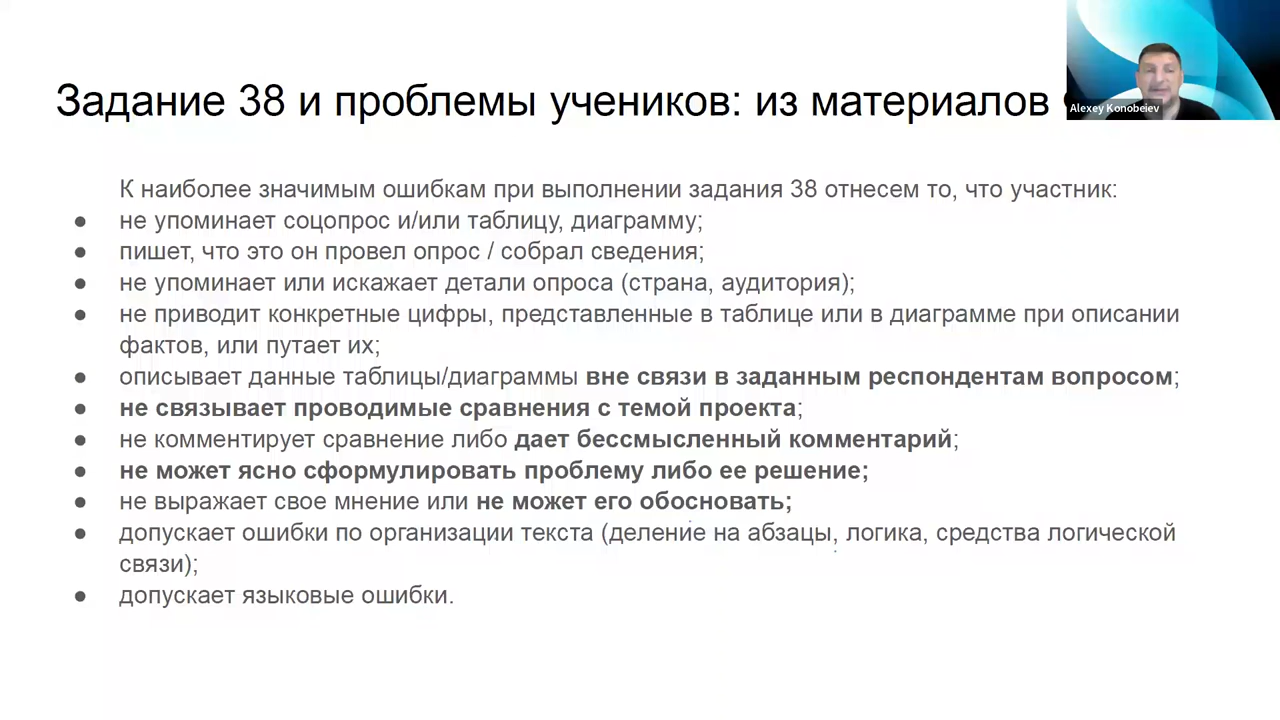 Задание 38 и проблемы учеников: из материалов
Alexey Konobeiev
К наиболее значимым ошибкам при выполнении задания 38 отнесем то, что участник:
● не упоминает соцопрос и/или таблицу, диаграмму;
● пишет, что это он провел опрос / собрал сведения;
● не упоминает или искажает детали опроса (страна, аудитория);
● не приводит конкретные цифры, представленные в таблице или в диаграмме при описании
фактов, или путает их;
● описывает данные таблицы/диаграммы вне связи в заданным респондентам вопросом;
● не связывает проводимые сравнения с темой проекта;
● не комментирует сравнение либо дает бессмысленный комментарий;
● не может ясно сформулировать проблему либо ее решение;
● не выражает свое мнение или не может его обосновать;
● допускает ошибки по организации текста (деление на абзацы, логика, средства логической
связи);
● допускает языковые ошибки.